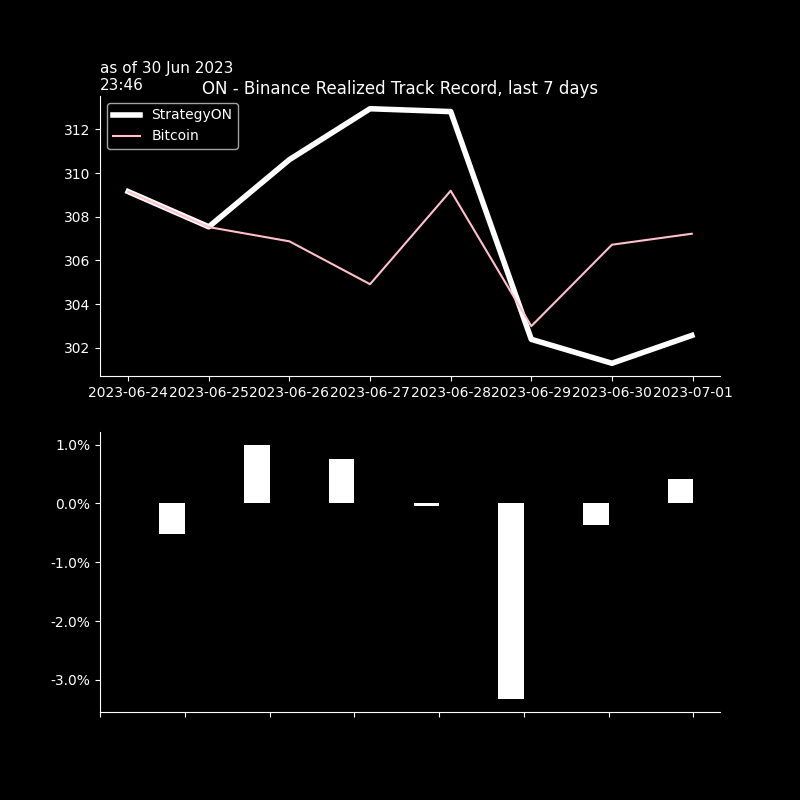 as of 30 Jun 2023
23:46
ON - Binance Realized Track Record, last 7 days
StrategyON
Bitcoin
312
310
308
306
304
302
2023-06-24 2023-06-25 2023-06-26 2023-06-27 2023-06-28 2023-06-29 2023-06-30 2023-07-01
1.0%
0.0%
-1.0%
-2.0%
-3.0%